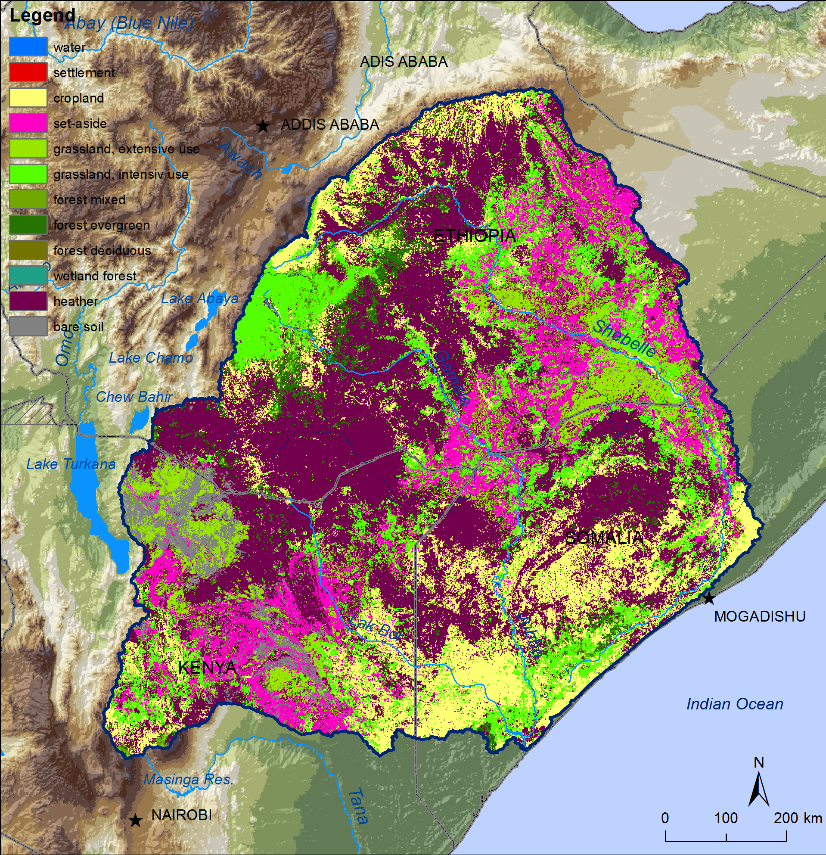 Legend
Abay (Blue Nile)
water
settlement
cropland
set-aside
grassland, extensive use
grassland, intensiv use
forest mixed
forest evergreen
forest deciduous
wetland forest
heather
bare soil
ADIS ABABA
ADDIS ABABA
Awash
ETHIOPIA
Lake Abaya
Omo
Shebelle
Lake Chamo
Chew Bahir
Lake Turkana
SOMALIA
MOGADISHU
KENYA
Indian Ocean
Masinga Res.
Tana
NAIROBI
N
0 100 200 km